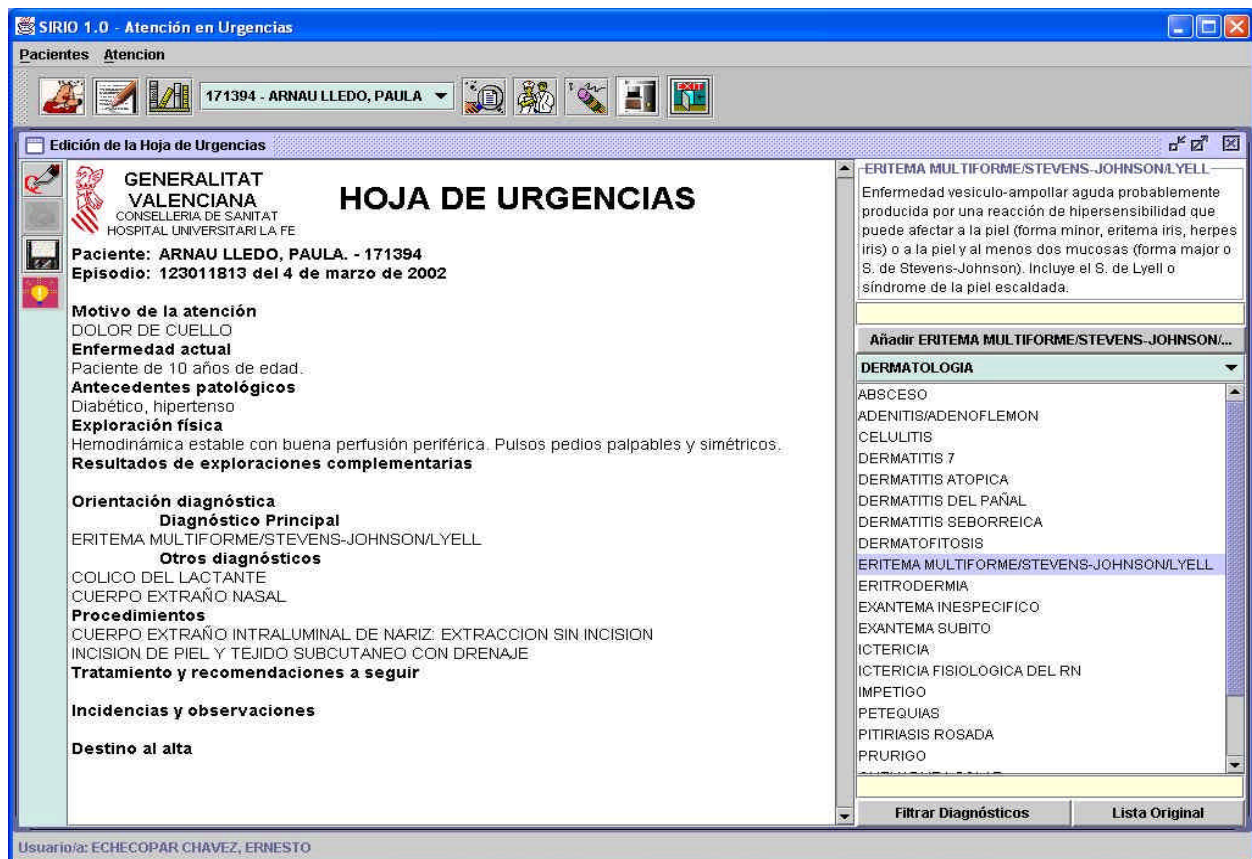 SIRIO 1.0 - Atención en Urgencias
Pacientes Atencion
171394 - ARNAU LLEDO, PAULA
EXIT
Edición de la Hoja de Urgencias
GENERALITAT
VALENCIANA
CONSELLERIA DE SANITAT
HOSPITAL UNIVERSITARI LA FE
HOJA DE URGENCIAS
Paciente: ARNAU LLEDO, PAULA. - 171394
Episodio: 123011813 del 4 de marzo de 2002
Motivo de la atención
DOLOR DE CUELLO
Enfermedad actual
Paciente de 10 años de edad.
Antecedentes patológicos
Diabético, hipertenso
Exploración física
Hemodinámica estable con buena perfusión periférica. Pulsos pedios palpables y simétricos.
Resultados de exploraciones complementarias
Orientación diagnóstica
Diagnóstico Principal
ERITEMA MULTIFORME/STEVENS-JOHNSON/LYELL
Otros diagnósticos
COLICO DEL LACTANTE
CUERPO EXTRAÑO NASAL
Procedimientos
CUERPO EXTRAÑO INTRALUMINAL DE NARIZ: EXTRACCION SIN INCISION
INCISION DE PIEL Y TEJIDO SUBCUTANEO CON DRENAJE
Tratamiento y recomendaciones a seguir
Incidencias y observaciones
Destino al alta
ERITEMA MULTIFORME/STEVENS-JOHNSON/LYELL
Enfermedad vesiculo-ampollar aguda probablemente
producida por una reacción de hipersensibilidad que
puede afectar a la piel (forma minor, eritema iris, herpes
iris) o a la piel y al menos dos mucosas (forma major o
S. de Stevens-Johnson). Incluye el S. de Lyell o
síndrome de la piel escaldada.
Añadir ERITEMA MULTIFORME/STEVENS-JOHNSON/...
DERMATOLOGIA
ABSCESO
ADENITIS/ADENOFLEMON
CELULITIS
DERMATITIS 7
DERMATITIS ATOPICA
DERMATITIS DEL PAÑAL
DERMATITIS SEBORREICA
DERMATOFITOSIS
ERITEMA MULTIFORME/STEVENS-JOHNSON/LYELL
ERITRODERMIA
EXANTEMA INESPECIFICO
EXANTEMA SUBITO
ICTERICIA
ICTERICIA FISIOLOGICA DEL RN
IMPETIGO
PETEQUIAS
PITIRIASIS ROSADA
PRURIGO
Filtrar Diagnósticos
Lista Original
Usuario/a: ECHECOPAR CHAVEZ, ERNESTO